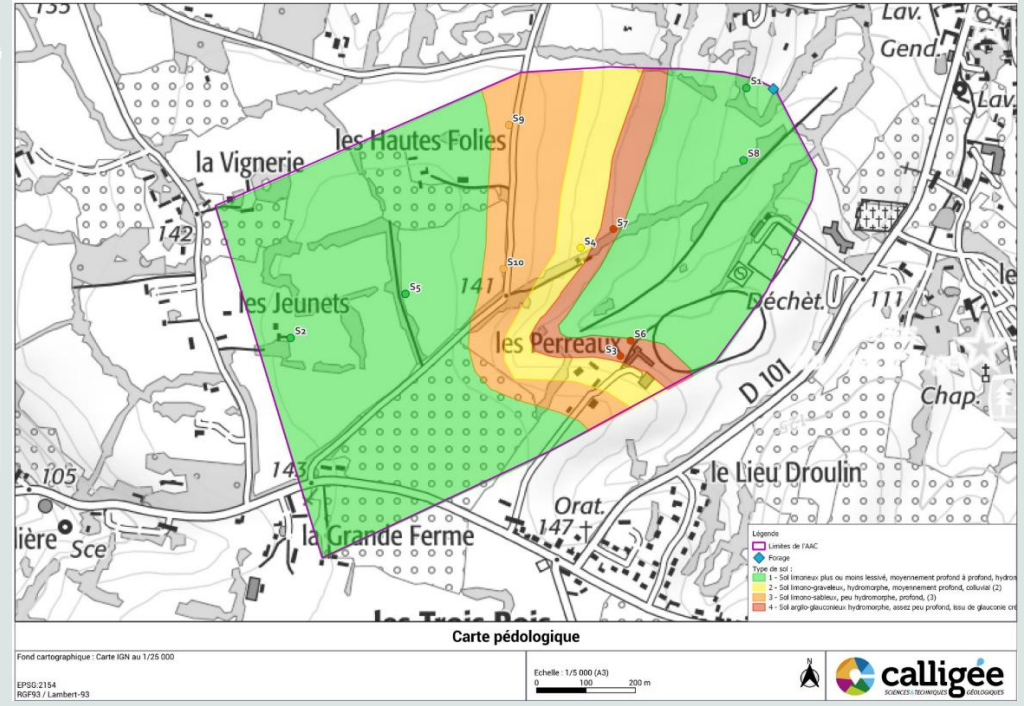 135
Lav.
Gend.
Lav.
S1
S9
les Hautes Folies
S8
la Vignerie
142
S7
S4
S10
141
S5
111
le
les Jeunets
Déchèt.
S2
S6
les Perreaux
S3
D 101
Chap.
105
143
le Lieu Droulin
Orat.
147
lière
Sce
la Grande Ferme
les Trois Bois
Légende
Limites de l'AAC
Forage
Type de sol :
1 - Sol limoneux plus ou moins lessivé, moyennement profond à profond, hydron
2 - Sol limono-graveleux, hydromorphe, moyennement profond, colluvial (2)
3 - Sol limono-sableux, peu hydromorphe, profond, (3)
4 - Sol argilo-glauconieux hydromorphe, assez peu profond, issu de glauconie cré
Carte pédologique
Fond cartographique : Carte IGN au 1/25 000
EPSG:2154
RGF93 / Lambert-93
Echelle : 1/5 000 (A3)
0 100 200 m
N
calligée
SCIENCES & TECHNIQUES GÉOLOGIQUES